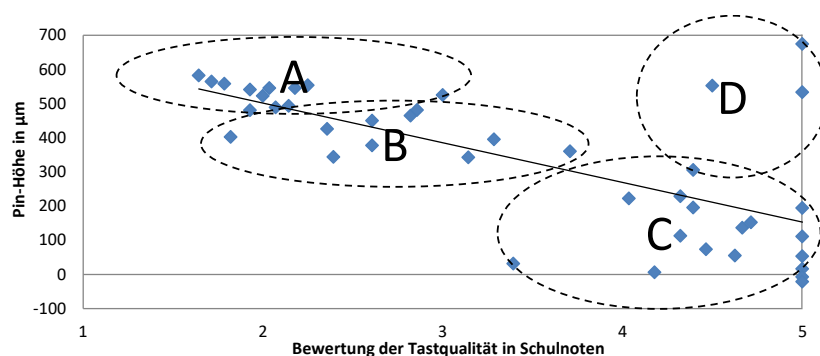 Pin-Höhe in µm
700
600
500
400
300
200
100
0
-100
A
B
C
D
1
2
3
4
5
Bewertung der Tastqualität in Schulnoten